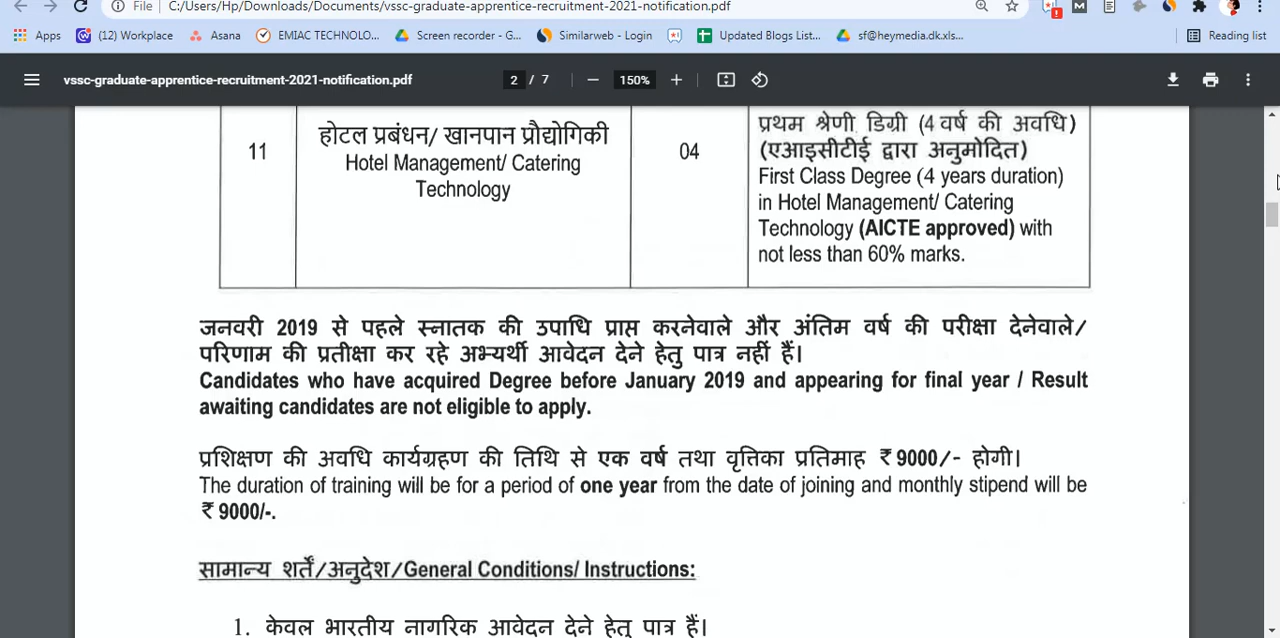 File C:/Users/Hp/Downloads/Documents/vssc-graduate-apprentice-recruitment-2021-notification.pdf
Apps (12) Workplace Asana EMIAC TECHNOLO... Screen recorder - G... Similarweb - Login Updated Blogs List... sf@heymedia.dk.xls... Reading list
vssc-graduate-apprentice-recruitment-2021-notification.pdf 2 / 7 150%
11
होटल प्रबंधन/ खानपान प्रौद्योगिकी
Hotel Management/ Catering
Technology
04
प्रथम श्रेणी डिग्री (4 वर्ष की अवधि)
(एआइसीटीई द्वारा अनुमोदित)
First Class Degree (4 years duration)
in Hotel Management/ Catering
Technology (AICTE approved) with
not less than 60% marks.
जनवरी 2019 से पहले स्नातक की उपाधि प्राप्त करनेवाले और अंतिम वर्ष की परीक्षा देनेवाले/
परिणाम की प्रतीक्षा कर रहे अभ्यर्थी आवेदन देने हेतु पात्र नहीं हैं।
Candidates who have acquired Degree before January 2019 and appearing for final year / Result
awaiting candidates are not eligible to apply.
प्रशिक्षण की अवधि कार्यग्रहण की तिथि से एक वर्ष तथा वृत्तिका प्रतिमाह ₹ 9000/- होगी।
The duration of training will be for a period of one year from the date of joining and monthly stipend will be
₹ 9000/-.
सामान्य शर्तें/अनुदेश/General Conditions/ Instructions:
1. केवल भारतीय नागरिक आवेदन देने हेतु पात्र हैं।